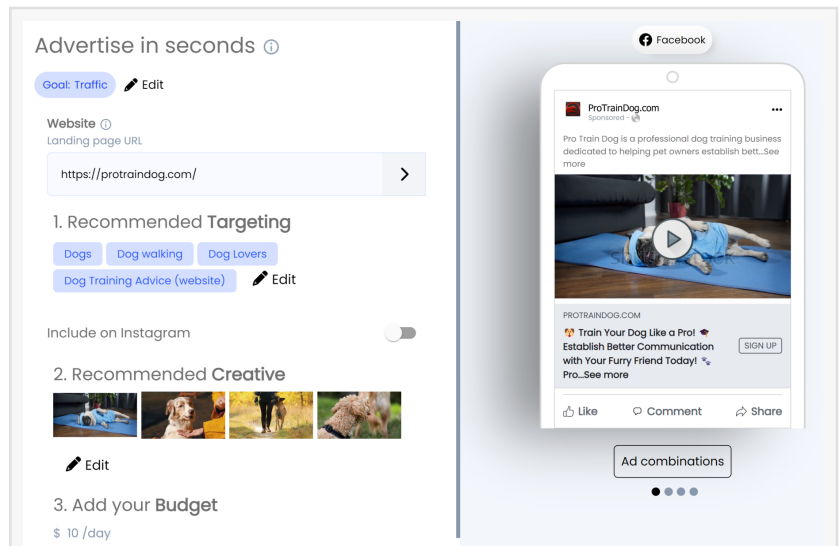 Advertise in seconds
Goal: Traffic
Edit
Website
Landing page URL
https://protraindog.com/
1. Recommended Targeting
Dogs
Dog walking
Dog Lovers
Dog Training Advice (website)
Edit
Include on Instagram
2. Recommended Creative
Edit
3. Add your Budget
$ 10 /day
Facebook
ProTrainDog.com
Sponsored -
Pro Train Dog is a professional dog training business
dedicated to helping pet owners establish bett...See
more
PROTRAINDOG.COM
Train Your Dog Like a Pro!
Establish Better Communication
with Your Furry Friend Today!
Pro...See more
SIGN UP
Like
Comment
Share
Ad combinations